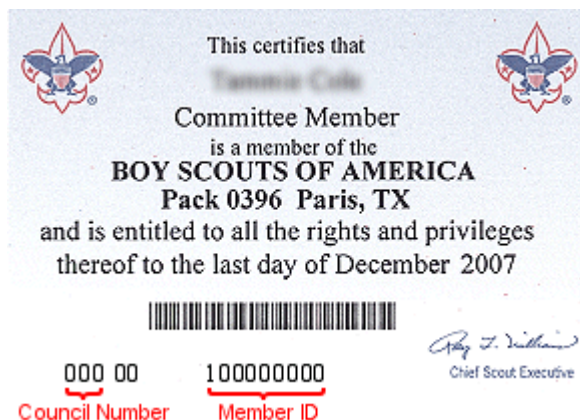 This certifies that
Committee Member
is a member of the
BOY SCOUTS OF AMERICA
Pack 0396 Paris, TX
and is entitled to all the rights and privileges
thereof to the last day of December 2007
000 00 100000000
Chief Scout Executive
Council Number Member ID